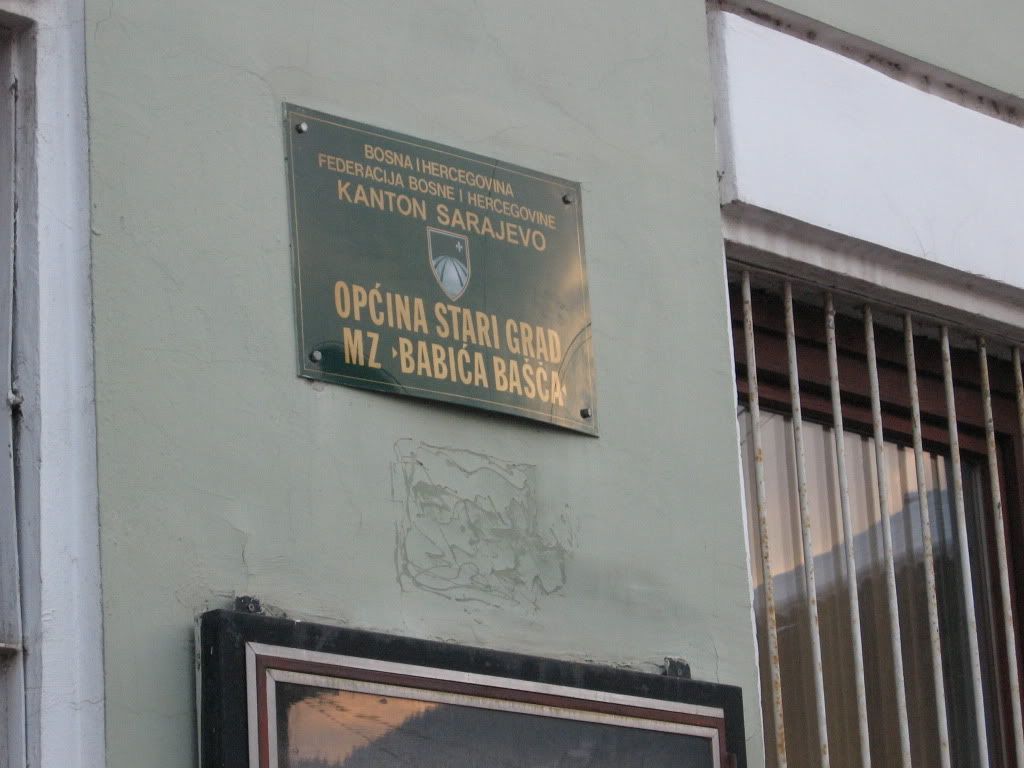 BOSNA I HERCEGOVINA
FEDERACIJA BOSNE I HERCEGOVINE
KANTON SARAJEVO
OPĆINA STARI GRAD
MZ ·BABIĆA BAŠĆA·